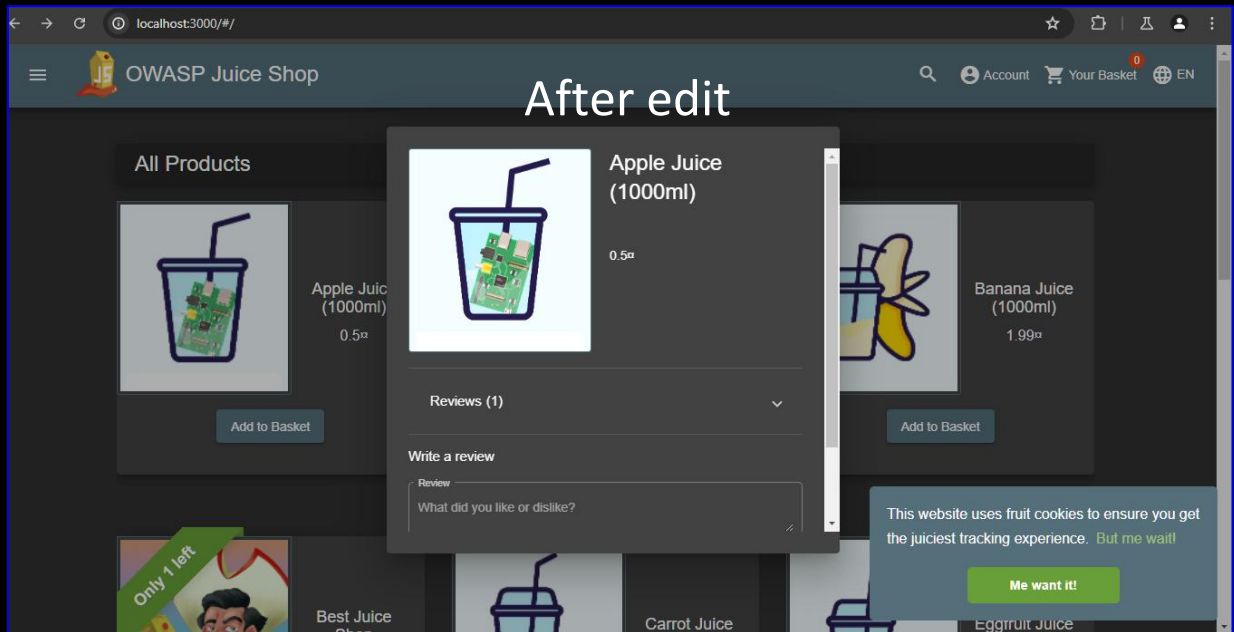 localhost:3000/#/
OWASP Juice Shop
Account
Your Basket
0
EN
After edit
All Products
Apple Juic
(1000ml)
0.5¤
Add to Basket
Apple Juice
(1000ml)
0.5¤
Reviews (1)
Write a review
Review
What did you like or dislike?
Banana Juice
(1000ml)
1.99¤
Add to Basket
Only 1 left
Best Juice
Carrot Juice
Eggfruit Juice
This website uses fruit cookies to ensure you get
the juiciest tracking experience. But me wait!
Me want it!